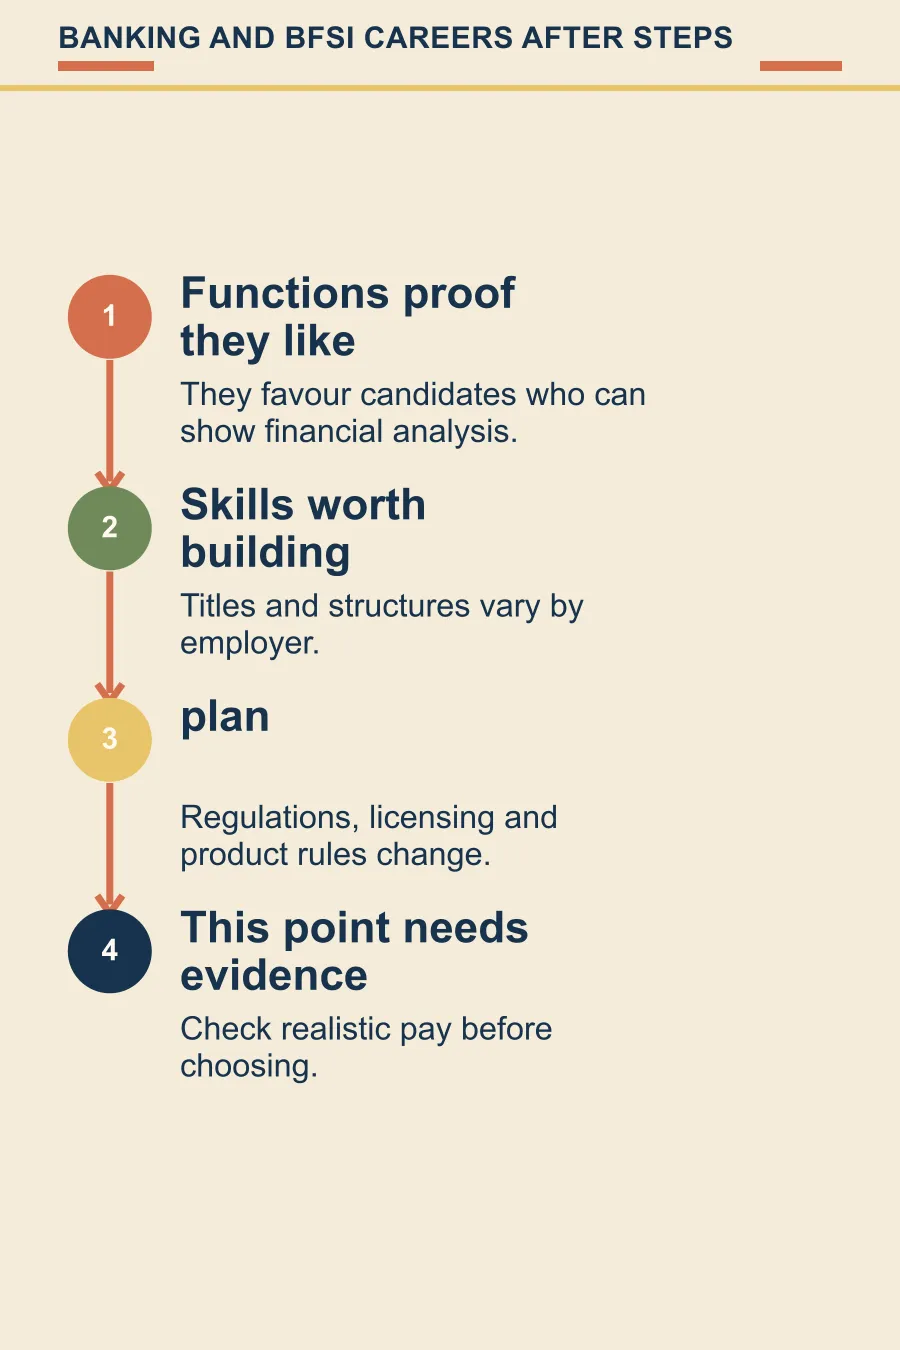 BANKING AND BFSI CAREERS AFTER STEPS
1
Functions proof
they like
They favour candidates who can
show financial analysis.
2
Skills worth
building
Titles and structures vary by
employer.
3
plan
Regulations, licensing and
product rules change.
4
This point needs
evidence
Check realistic pay before
choosing.